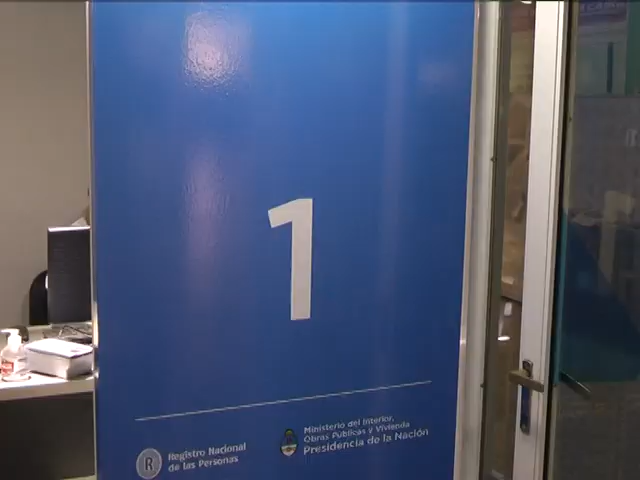 1
R
Registro Nacional
de las Personas
Ministerio del Interior,
Obras Públicas y Vivienda
Presidencia de la Nación